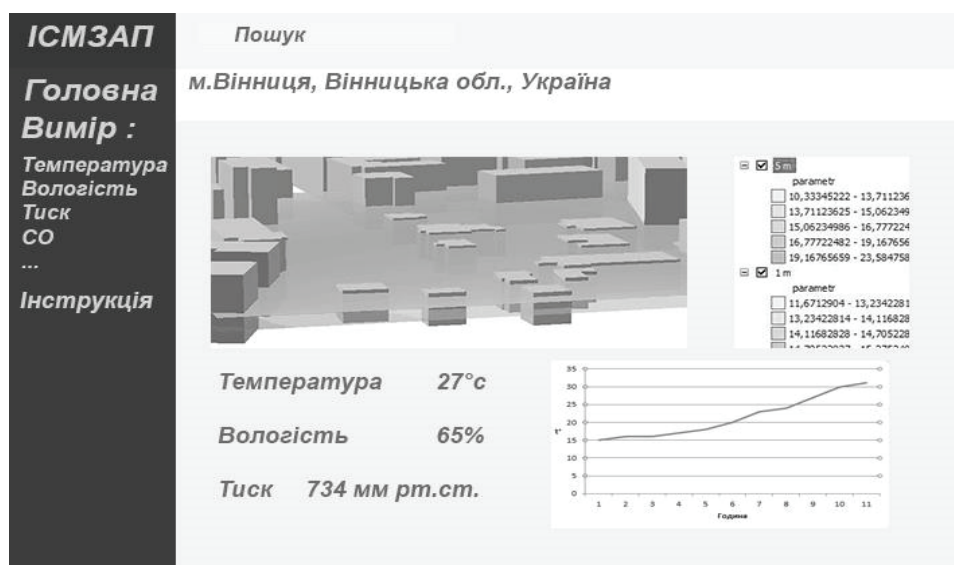 ІСМЗАП
Пошук
Головна
Вимір :
Температура
Вологість
Тиск
СО
...
Інструкція
м.Вінниця, Вінницька обл., Україна
5 m
parametr
10,33345222 - 13,711236
13,71123625 - 15,062349
15,06234986 - 16,777224
16,77722482 - 19,167656
19,16765659 - 23,584758
1 m
parametr
11,6712904 - 13,2342281
13,23422814 - 14,116828
14,11682828 - 14,705228
Температура 27°с
Вологість 65%
Тиск 734 мм рт.ст.
35
30
25
20
15
10
5
0
t°
1 2 3 4 5 6 7 8 9 10 11
Година